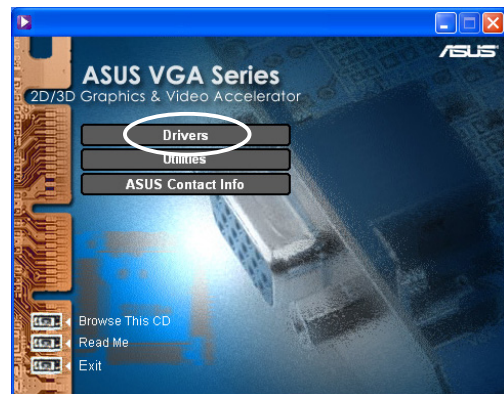 ASUS
ASUS VGA Series
2D/3D Graphics & Video Accelerator
Drivers
Utilities
ASUS Contact Info
Browse This CD
Read Me
Exit